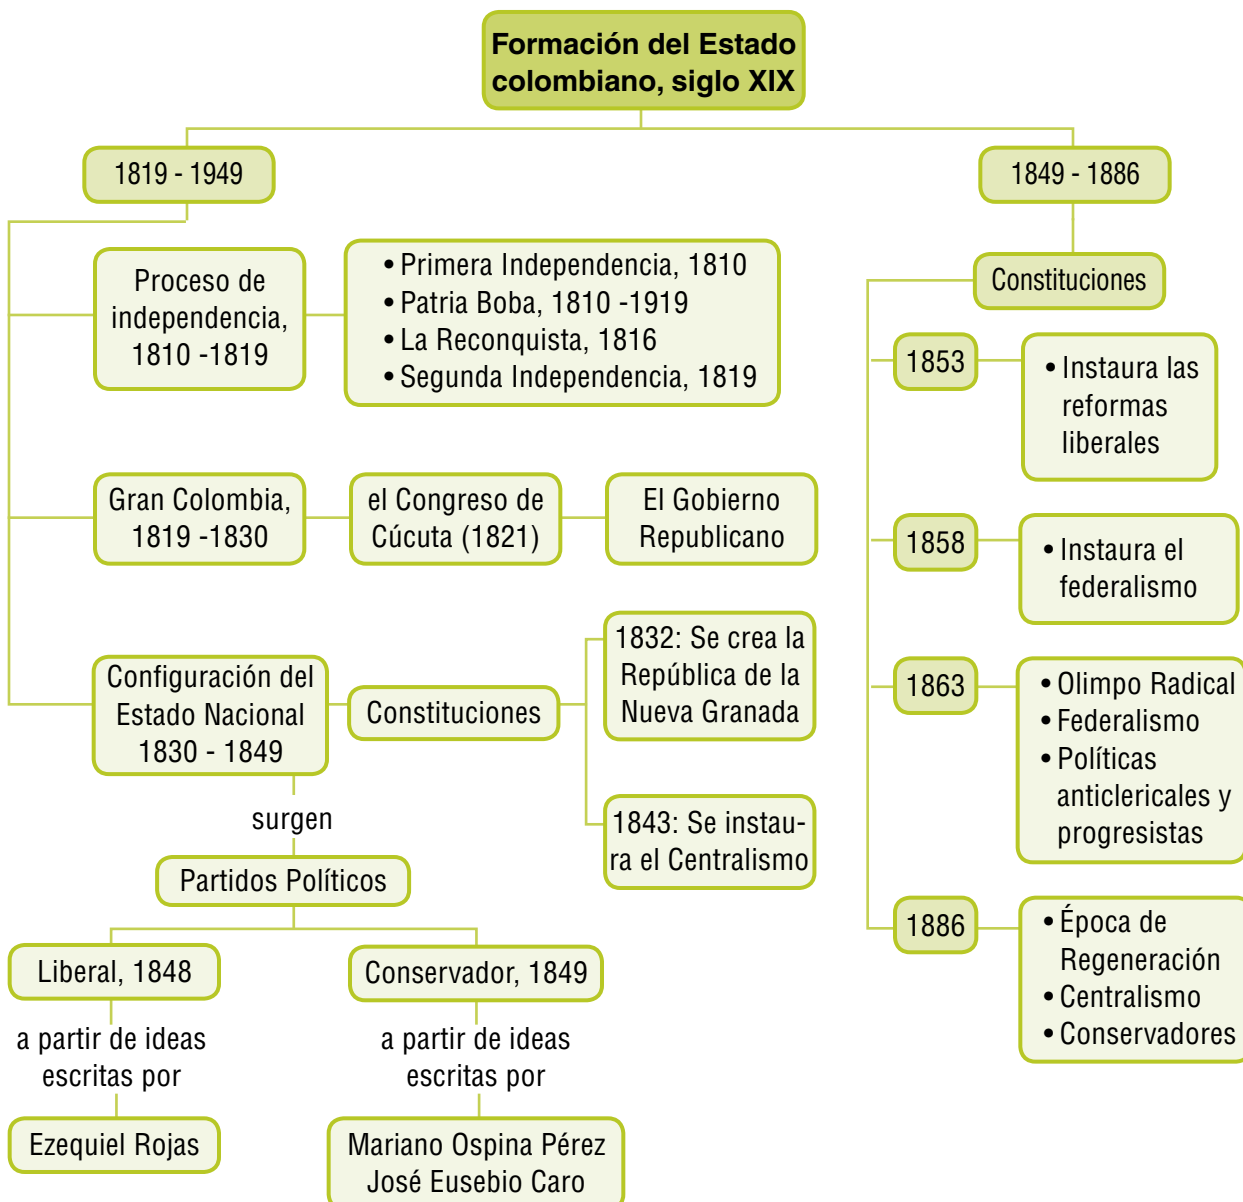 Formación del Estado
colombiano, siglo XIX
1819 - 1949
Proceso de
independencia,
1810 -1819
• Primera Independencia, 1810
• Patria Boba, 1810 -1919
• La Reconquista, 1816
• Segunda Independencia, 1819
Gran Colombia,
1819 -1830
el Congreso de
Cúcuta (1821)
El Gobierno
Republicano
Configuración del
Estado Nacional
1830 - 1849
Constituciones
1832: Se crea la
República de la
Nueva Granada
1843: Se instau-
ra el Centralismo
surgen
Partidos Políticos
Liberal, 1848
a partir de ideas
escritas por
Ezequiel Rojas
Conservador, 1849
a partir de ideas
escritas por
Mariano Ospina Pérez
José Eusebio Caro
1849 - 1886
Constituciones
1853
• Instaura las
reformas
liberales
1858
• Instaura el
federalismo
1863
• Olimpo Radical
• Federalismo
• Políticas
anticlericales y
progresistas
1886
• Época de
Regeneración
• Centralismo
• Conservadores